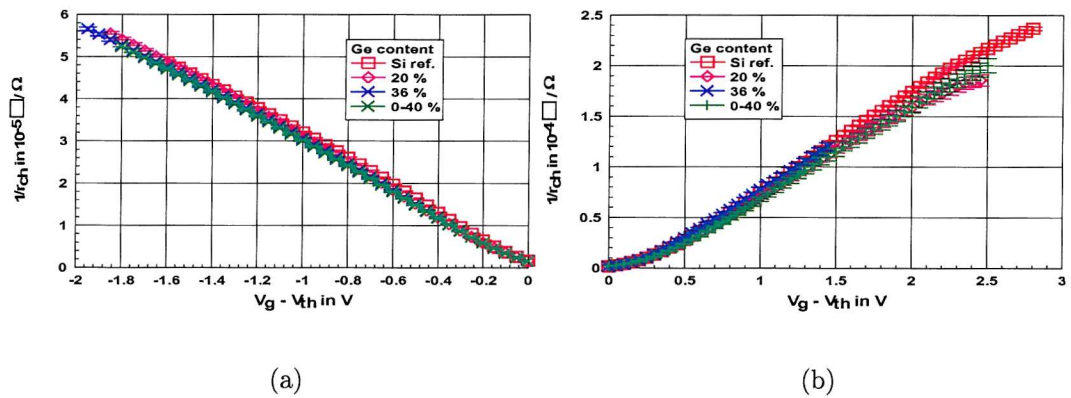 6
5
4
3
2
1
0
1/rch in 10-5□/ Ω
Ge content
Si ref.
20 %
36 %
0-40 %
-2 -1.8 -1.6 -1.4 -1.2 -1 -0.8 -0.6 -0.4 -0.2 0
Vg - Vth in V
(a)
2.5
2
1.5
1
0.5
0
1/rch in 10-4□/ Ω
Ge content
Si ref.
20 %
36 %
0-40 %
0 0.5 1 1.5 2 2.5 3
Vg - Vth in V
(b)